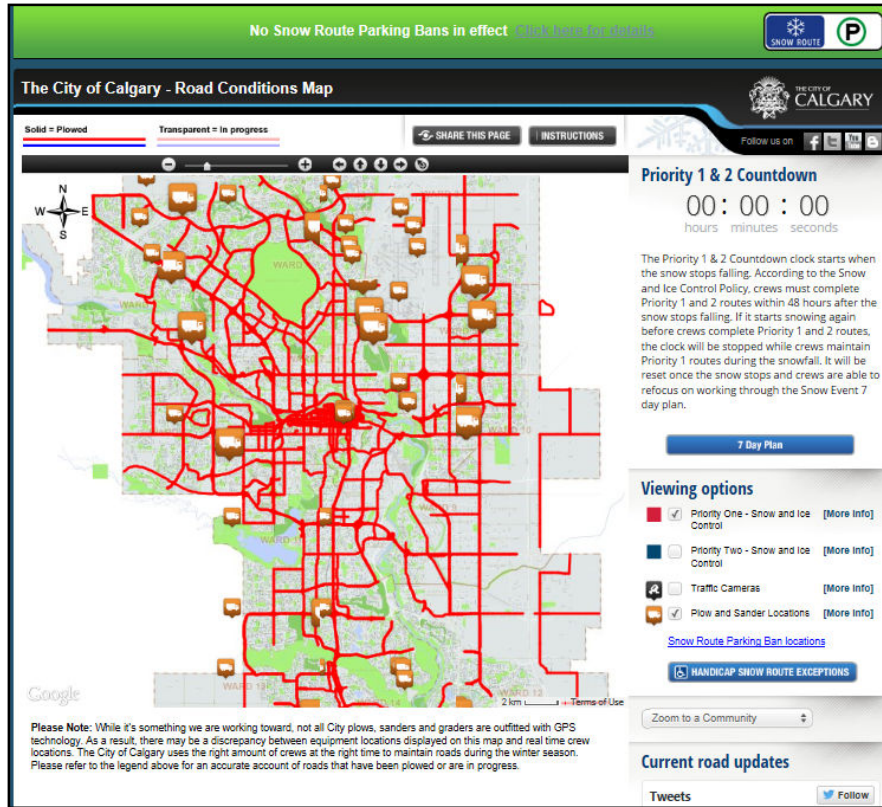 No Snow Route Parking Bans in effect Click here for details
SNOW ROUTE
P
The City of Calgary - Road Conditions Map
THE CITY OF
CALGARY
Solid = Plowed
Transparent = In progress
SHARE THIS PAGE
INSTRUCTIONS
Follow us on
N
W E
S
WARD
WARD
WARD 10
WARD 11
WARD 12
Google
2 km
Terms of Use
Please Note: While it's something we are working toward, not all City plows, sanders and graders are outfitted with GPS
technology. As a result, there may be a discrepancy between equipment locations displayed on this map and real time crew
locations. The City of Calgary uses the right amount of crews at the right time to maintain roads during the winter season.
Please refer to the legend above for an accurate account of roads that have been plowed or are in progress.
Priority 1 & 2 Countdown
00 : 00 : 00
hours minutes seconds
The Priority 1 & 2 Countdown clock starts when
the snow stops falling. According to the Snow
and Ice Control Policy, crews must complete
Priority 1 and 2 routes within 48 hours after the
snow stops falling. If it starts snowing again
before crews complete Priority 1 and 2 routes,
the clock will be stopped while crews maintain
Priority 1 routes during the snowfall. It will be
reset once the snow stops and crews are able to
refocus on working through the Snow Event 7
day plan.
7 Day Plan
Viewing options
Priority One - Snow and Ice [More Info]
Control
Priority Two - Snow and Ice [More Info]
Control
Traffic Cameras [More Info]
Plow and Sander Locations [More Info]
Snow Route Parking Ban locations
HANDICAP SNOW ROUTE EXCEPTIONS
Zoom to a Community
Current road updates
Tweets
Follow